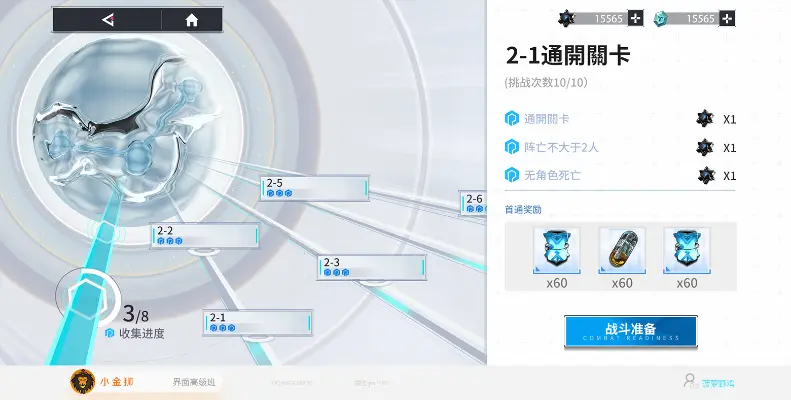 15565
15565
2-1通開關卡
(挑战次数10/10)
通開關卡 X1
阵亡不大于2人 X1
无角色死亡 X1
首通奖励
x60 x60 x60
战斗准备
COMBAT READINESS
2-5
2-6
2-2
2-3
2-1
3/8
收集进度
小金狮
界面高级班